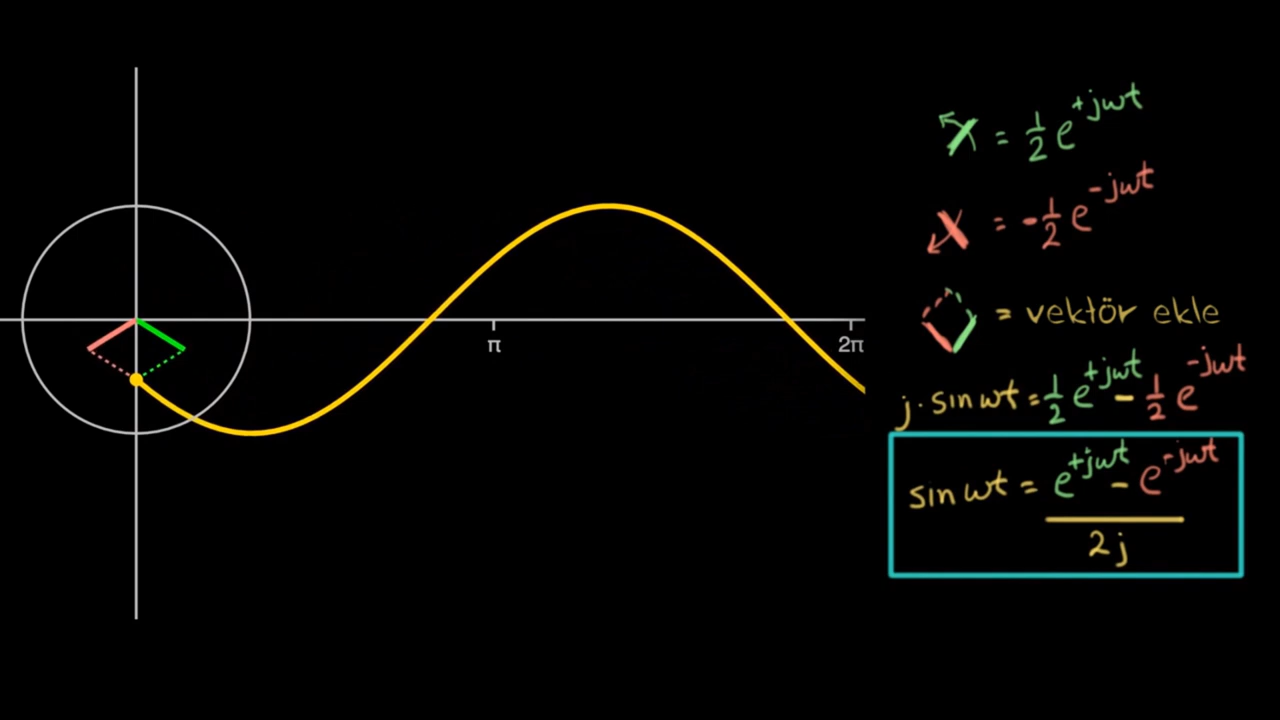 π
2π
= 1/2 e^+jwt
= -1/2 e^-jwt
= vektör ekle
j. sin wt = 1/2 e^+jwt - 1/2 e^-jwt
sin wt = e^+jwt - e^-jwt
2j